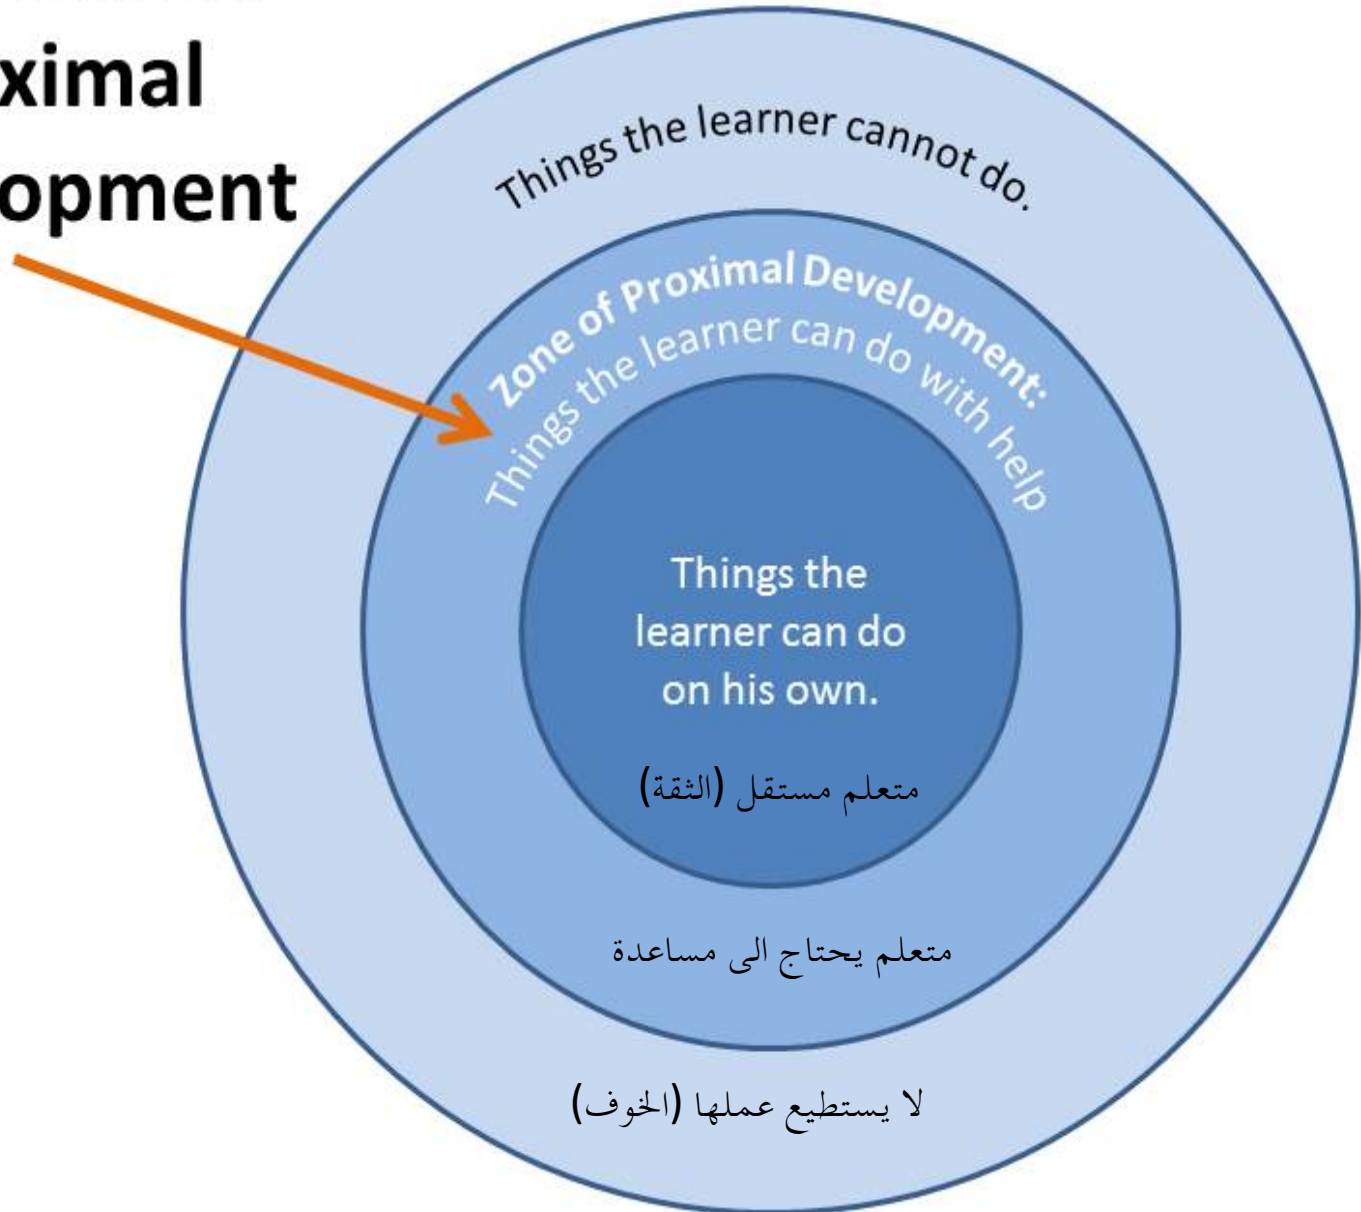 ximal
opment
Things the learner cannot do.
Zone of Proximal Development:
Things the learner can do with help
Things the
learner can do
on his own.
متعلم مستقل (الثقة)
متعلم يحتاج الى مساعدة
لا يستطيع عملها (الخوف)